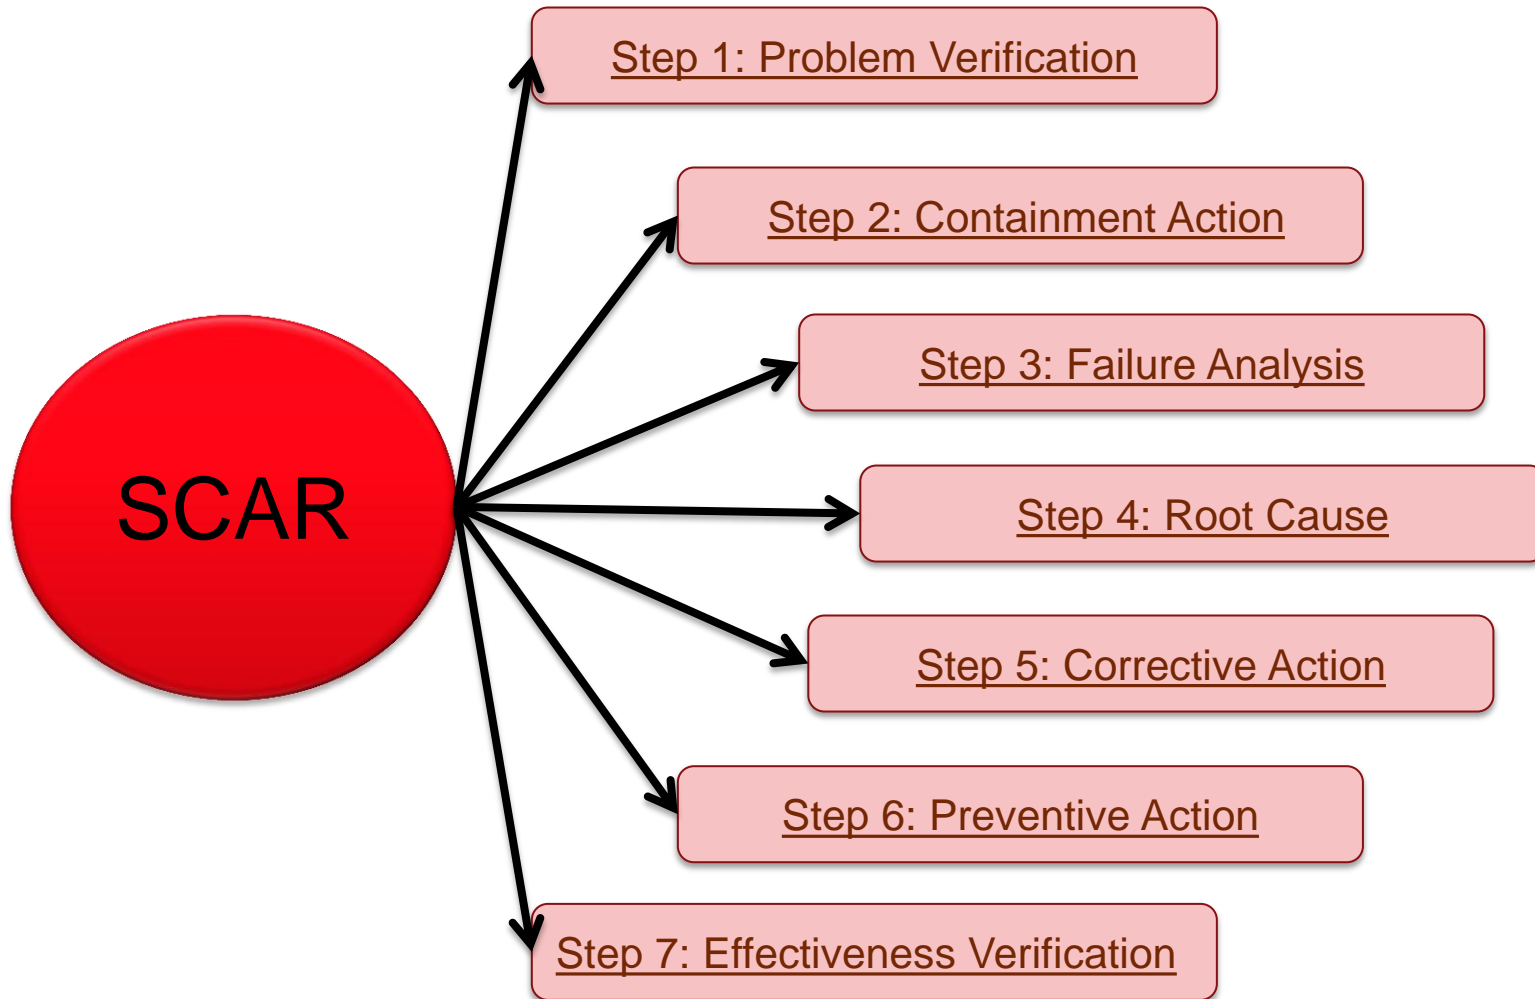 Step 1: Problem Verification
Step 2: Containment Action
Step 3: Failure Analysis
SCAR
Step 4: Root Cause
Step 5: Corrective Action
Step 6: Preventive Action
Step 7: Effectiveness Verification